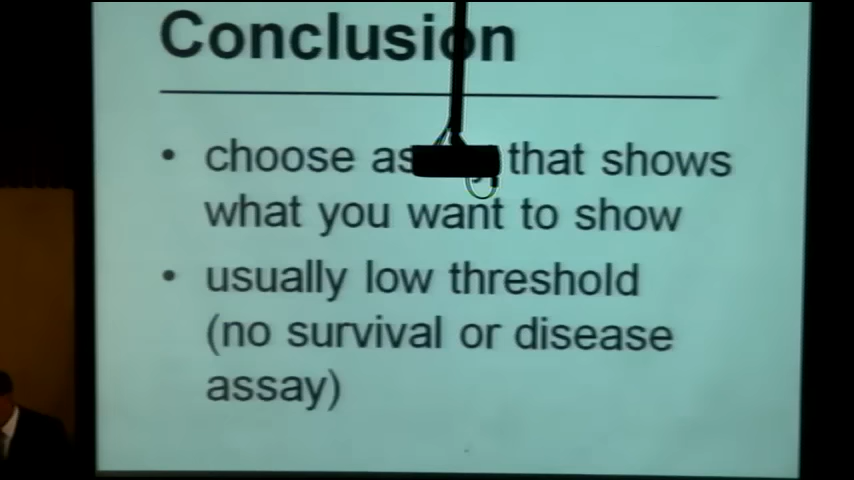 Conclusion
• choose that shows
what you want to show
• usually low threshold
(no survival or disease
assay)